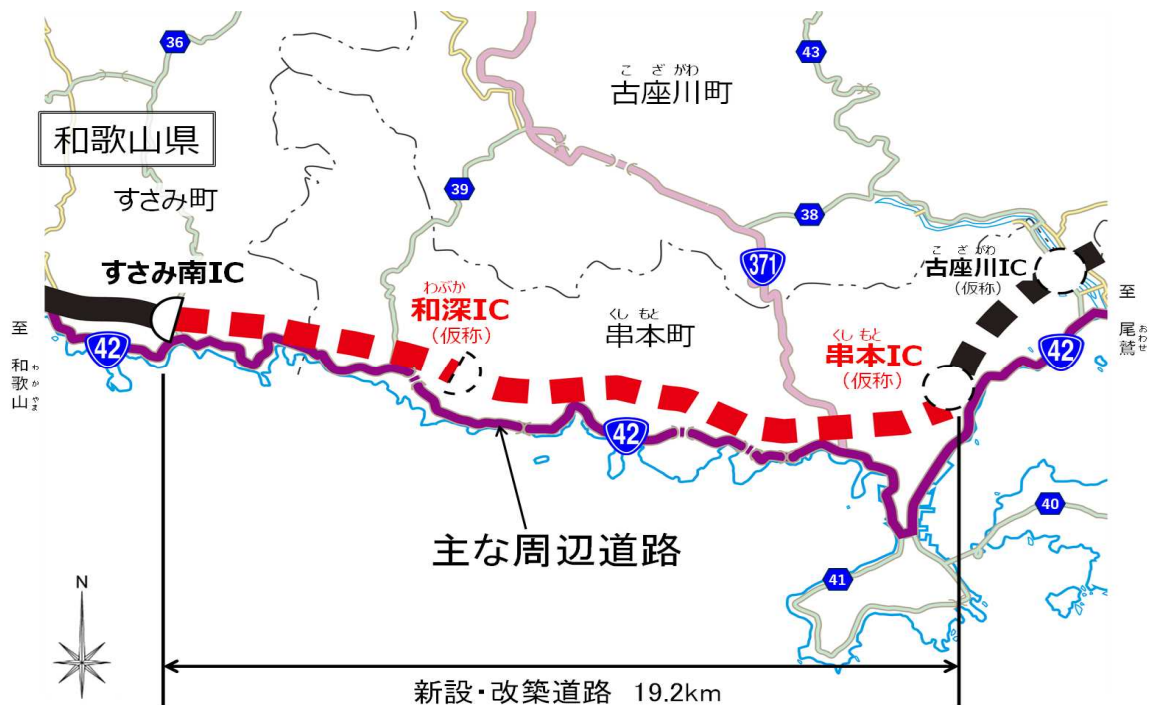 36
43
こざがわ
古座川町
和歌山県
39
すさみ町
38
371
こざがわ
古座川IC
(仮称)
すさみ南IC
わぶか
和深IC
(仮称)
くしもと
串本町
くしもと
串本IC
(仮称)
至 尾鷲
おわせ
至 和歌山
わかやま
42
42
42
主な周辺道路
40
41
N
新設・改築道路 19.2km